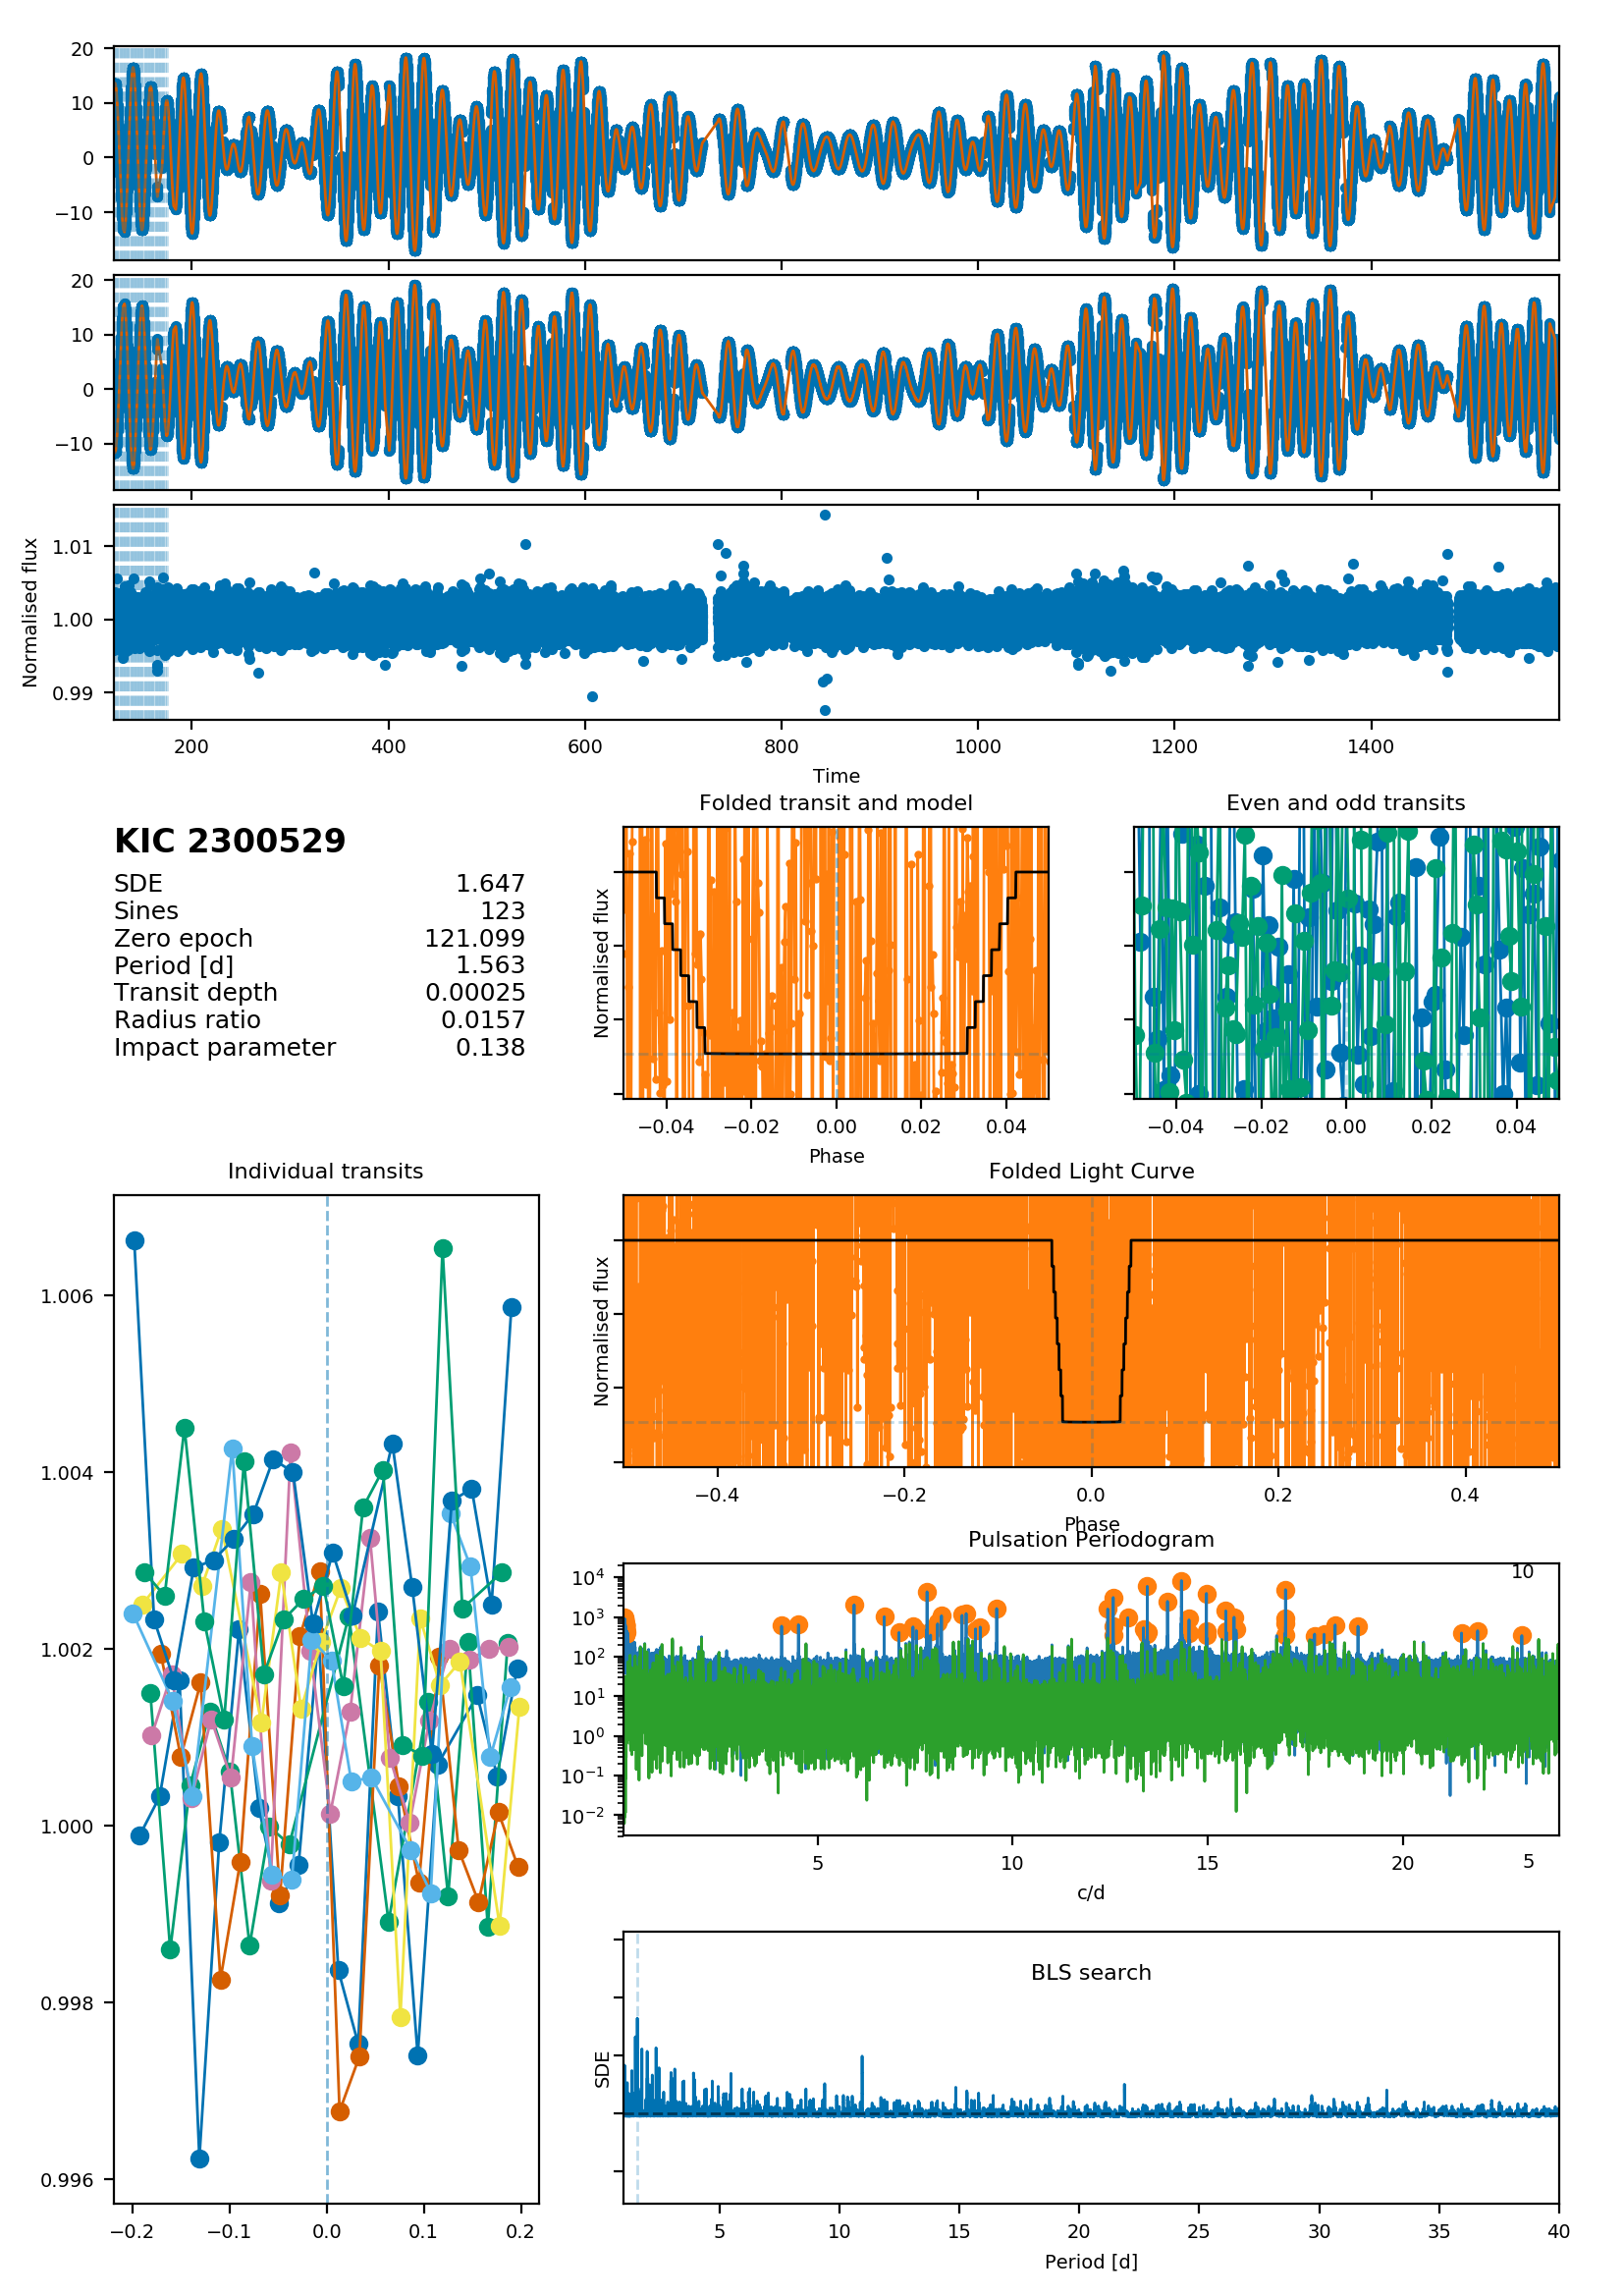 20
10
0
−10
20
10
0
−10
Normalised flux
1.01
1.00
0.99
200 400 600 800 1000 1200 1400
Time
KIC 2300529
SDE 1.647
Sines 123
Zero epoch 121.099
Period [d] 1.563
Transit depth 0.00025
Radius ratio 0.0157
Impact parameter 0.138
Folded transit and model
Normalised flux
−0.04 −0.02 0.00 0.02 0.04
Phase
Even and odd transits
−0.04 −0.02 0.00 0.02 0.04
Individual transits
1.006
1.004
1.002
1.000
0.998
0.996
−0.2 −0.1 0.0 0.1 0.2
Folded Light Curve
Normalised flux
−0.4 −0.2 0.0 0.2 0.4
Phase
Pulsation Periodogram
10
10⁴
10³
10²
10¹
10⁰
10⁻¹
10⁻²
5 10 15 20 5
c/d
BLS search
SDE
5 10 15 20 25 30 35 40
Period [d]